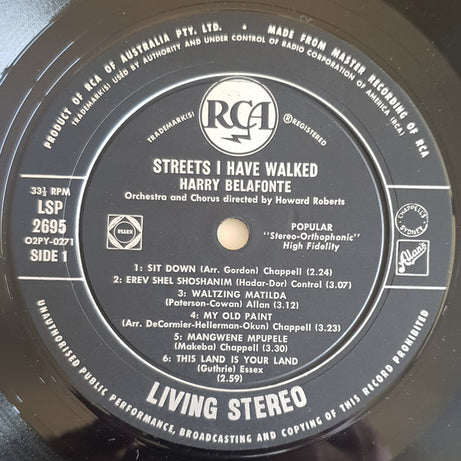 PRODUCT OF RCA OF AUSTRALIA PTY. LTD. • MADE FROM MASTER RECORDING OF RCA
TRADEMARK(S) USED BY AUTHORITY AND UNDER CONTROL OF RADIO CORPORATION OF AMERICA (RCA)
RCA
TRADEMARK(S) ® REGISTERED
STREETS I HAVE WALKED
HARRY BELAFONTE
Orchestra and Chorus directed by Howard Roberts
33⅓ RPM
LSP
2695
O2PY-0271
SIDE 1
ESSEX
POPULAR
"Stereo-Orthophonic"
High Fidelity
CHAPPELLS
SYDNEY
Allans
1: SIT DOWN (Arr. Gordon) Chappell (2.24)
2: EREV SHEL SHOSHANIM (Hadar-Dor) Control (3.07)
3: WALTZING MATILDA
(Paterson-Cowan) Allan (3.12)
4: MY OLD PAINT
(Arr. DeCormier-Hellerman-Okun) Chappell (3.23)
5: MANGWENE MPUPELE
(Makeba) Chappell (3.30)
6: THIS LAND IS YOUR LAND
(Guthrie) Essex
(2.59)
LIVING STEREO
UNAUTHORISED PUBLIC PERFORMANCE, BROADCASTING AND COPYING OF THIS RECORD PROHIBITED